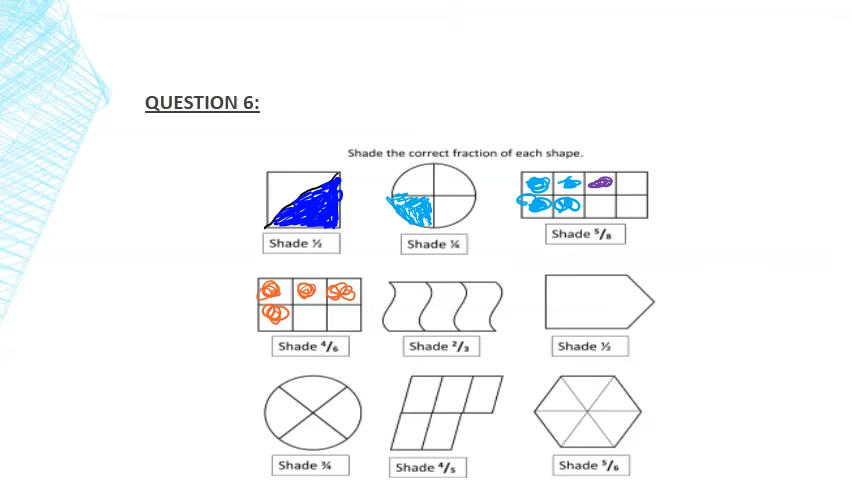 QUESTION 6:
Shade the correct fraction of each shape.
Shade ½
Shade ¼
Shade ⁵/₈
Shade ⁴/₆
Shade ²/₃
Shade ½
Shade ¾
Shade ⁴/₅
Shade ⁵/₆